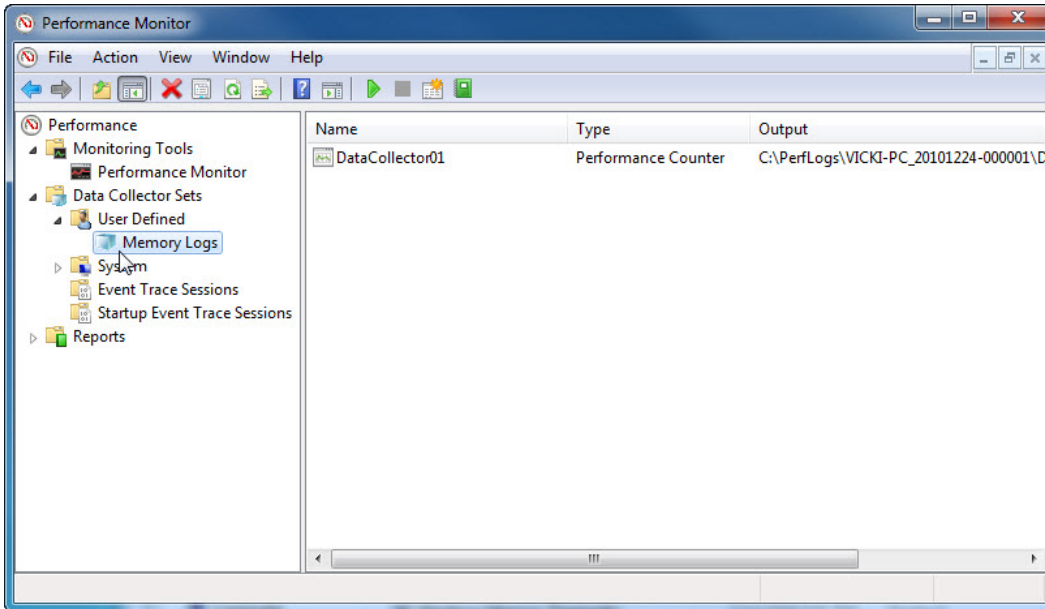 Performance Monitor
File Action View Window Help
Performance
Monitoring Tools
Performance Monitor
Data Collector Sets
User Defined
Memory Logs
System
Event Trace Sessions
Startup Event Trace Sessions
Reports
Name Type Output
DataCollector01 Performance Counter C:\PerfLogs\VICKI-PC_20101224-000001\D